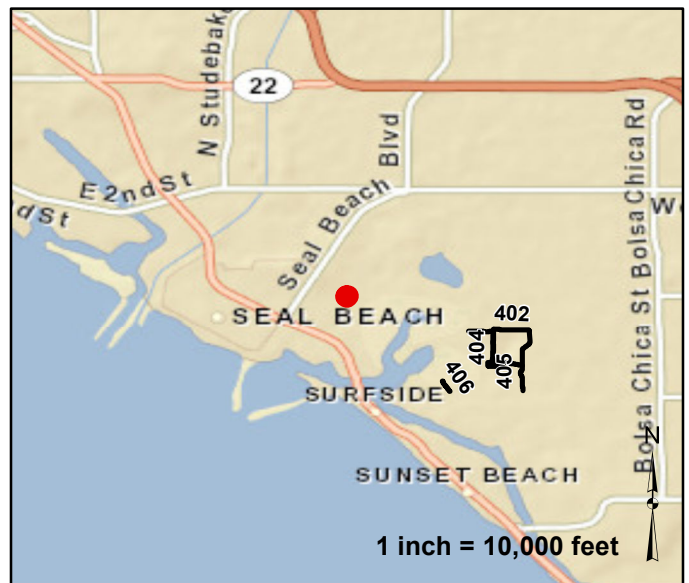 N Studebake
22
Blvd
Bolsa Chica Rd
E 2nd St
dSt
We
Seal Beach
SEAL BEACH
402
404
405
406
Bolsa Chica St
SURFSIDE
N
SUNSET BEACH
1 inch = 10,000 feet